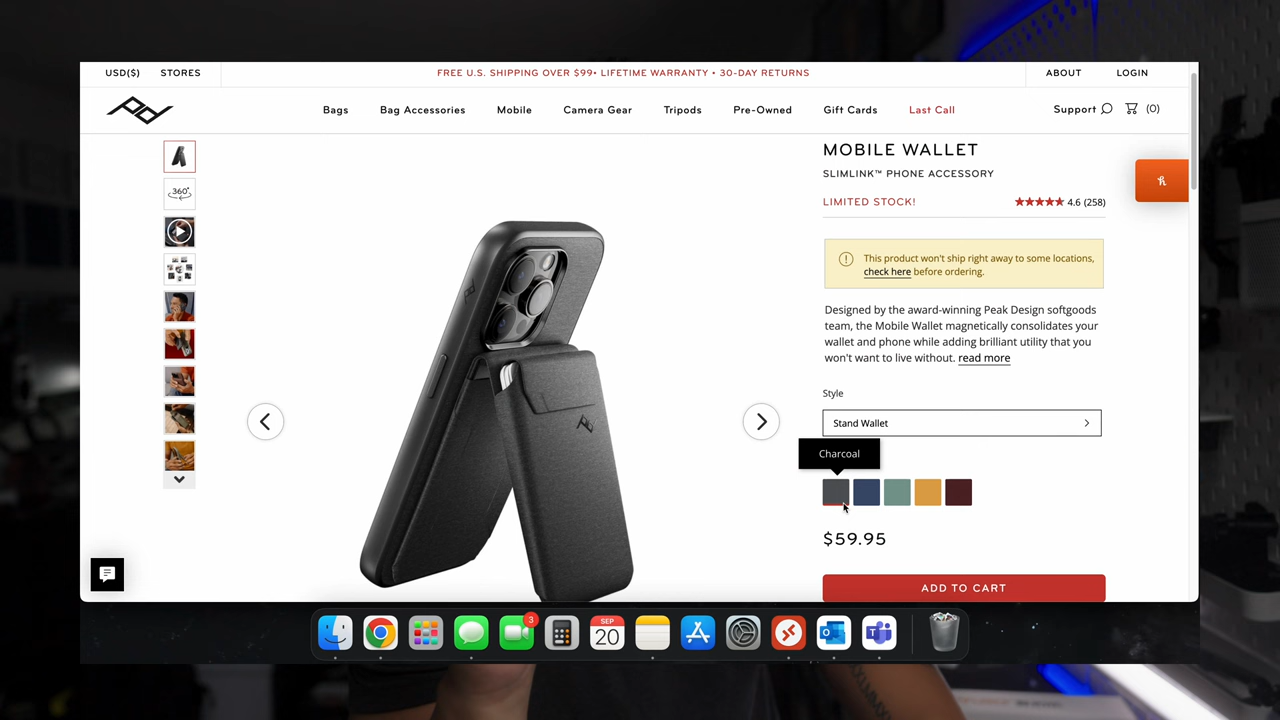 USD($) STORES FREE U.S. SHIPPING OVER $99• LIFETIME WARRANTY • 30-DAY RETURNS ABOUT LOGIN
Bags Bag Accessories Mobile Camera Gear Tripods Pre-Owned Gift Cards Last Call Support (0)
MOBILE WALLET
SLIMLINK™ PHONE ACCESSORY
LIMITED STOCK! 4.6 (258)
360°
This product won't ship right away to some locations,
check here before ordering.
Designed by the award-winning Peak Design softgoods
team, the Mobile Wallet magnetically consolidates your
wallet and phone while adding brilliant utility that you
won't want to live without. read more
Style
Stand Wallet
Charcoal
$59.95
ADD TO CART
3
SEP
20